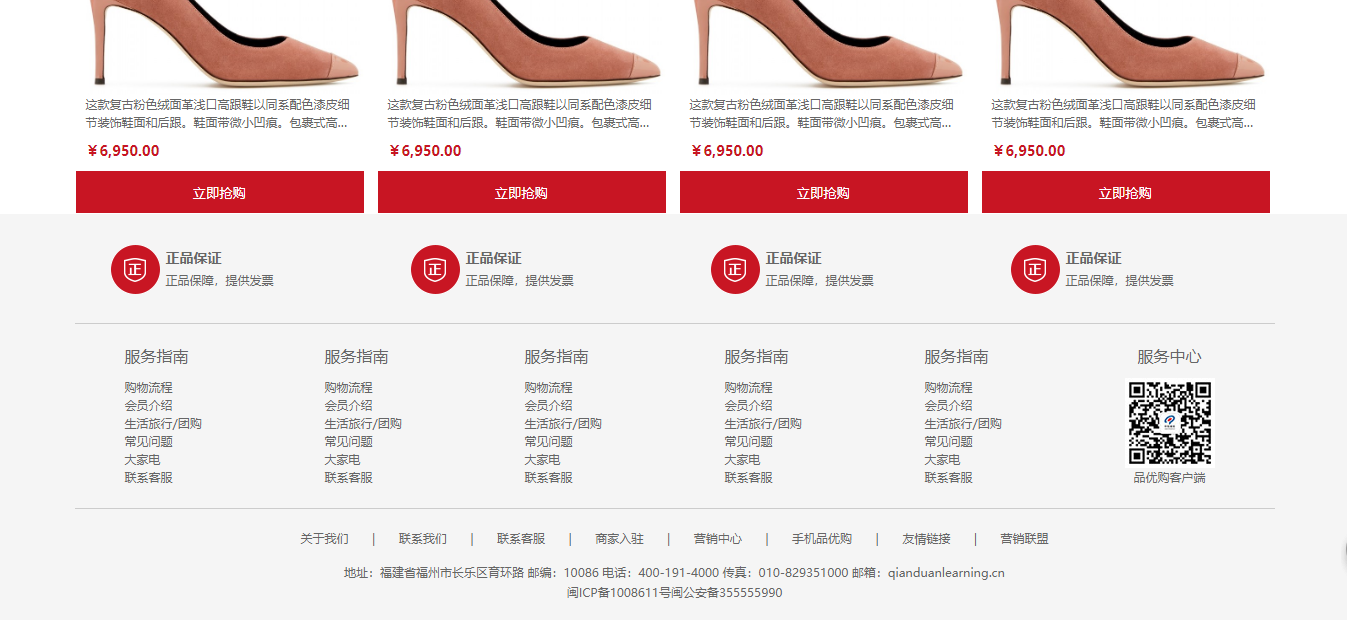 这款复古粉色绒面革浅口高跟鞋以同系配色漆皮细
节装饰鞋面和后跟。鞋面带微小凹痕。包裹式高...
￥6,950.00
立即抢购
这款复古粉色绒面革浅口高跟鞋以同系配色漆皮细
节装饰鞋面和后跟。鞋面带微小凹痕。包裹式高...
￥6,950.00
立即抢购
这款复古粉色绒面革浅口高跟鞋以同系配色漆皮细
节装饰鞋面和后跟。鞋面带微小凹痕。包裹式高...
￥6,950.00
立即抢购
这款复古粉色绒面革浅口高跟鞋以同系配色漆皮细
节装饰鞋面和后跟。鞋面带微小凹痕。包裹式高...
￥6,950.00
立即抢购
正
正品保证
正品保障，提供发票
正
正品保证
正品保障，提供发票
正
正品保证
正品保障，提供发票
正
正品保证
正品保障，提供发票
服务指南
购物流程
会员介绍
生活旅行/团购
常见问题
大家电
联系客服
服务指南
购物流程
会员介绍
生活旅行/团购
常见问题
大家电
联系客服
服务指南
购物流程
会员介绍
生活旅行/团购
常见问题
大家电
联系客服
服务指南
购物流程
会员介绍
生活旅行/团购
常见问题
大家电
联系客服
服务指南
购物流程
会员介绍
生活旅行/团购
常见问题
大家电
联系客服
服务中心
品优购客户端
关于我们 | 联系我们 | 联系客服 | 商家入驻 | 营销中心 | 手机品优购 | 友情链接 | 营销联盟
地址：福建省福州市长乐区育环路 邮编：10086 电话：400-191-4000 传真：010-829351000 邮箱：qianduanlearning.cn
闽ICP备1008611号闽公安备355555990